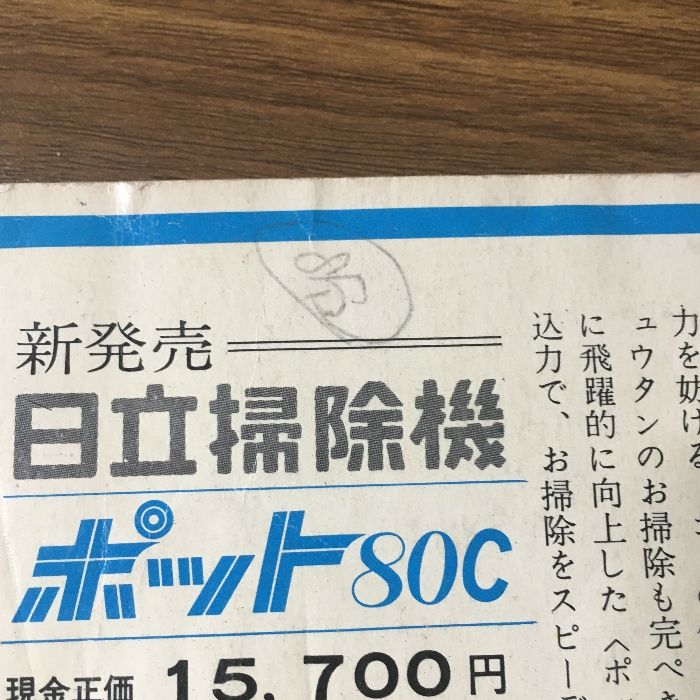 85
新発売
日立掃除機
ポット80C
現金正価 15,700円
力を妨げる
ュウタンのお掃除も完ぺき
に飛躍的に向上した〈ポ
込力で、お掃除をスピーデ